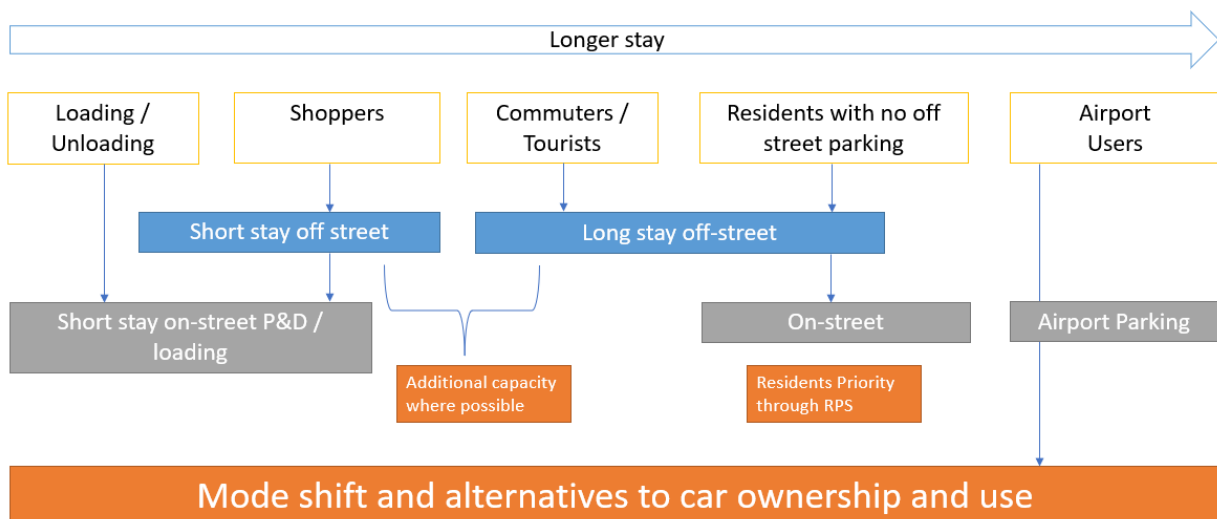 Longer stay
Loading /
Unloading
Shoppers
Commuters /
Tourists
Residents with no off
street parking
Airport
Users
Short stay off street
Long stay off-street
Short stay on-street P&D /
loading
On-street
Airport Parking
Additional capacity
where possible
Residents Priority
through RPS
Mode shift and alternatives to car ownership and use